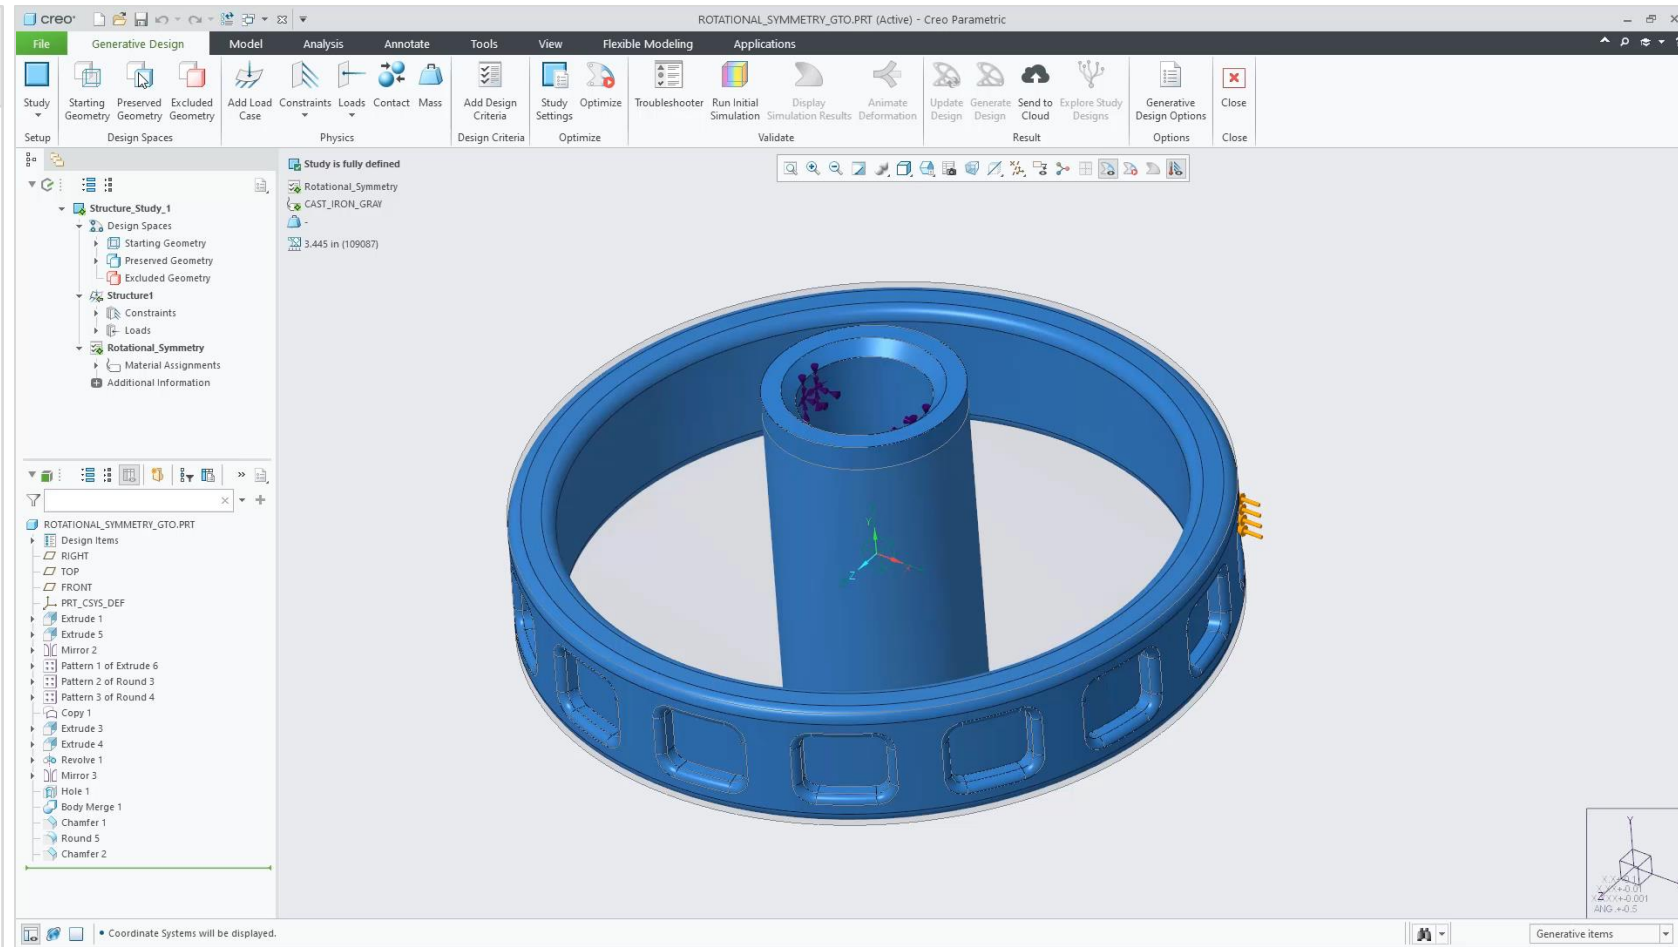 creo ROTATIONAL_SYMMETRY_GTO.PRT (Active) - Creo Parametric
File Generative Design Model Analysis Annotate Tools View Flexible Modeling Applications
Study Starting Geometry Preserved Geometry Excluded Geometry Add Load Case Constraints Loads Contact Mass Add Design Criteria Study Settings Optimize Troubleshooter Run Initial Simulation Display Simulation Results Animate Deformation Update Design Generate Design Send to Cloud Explore Study Designs Generative Design Options Close
Setup Design Spaces Physics Design Criteria Optimize Validate Result Options Close
Structure_Study_1
Design Spaces
Starting Geometry
Preserved Geometry
Excluded Geometry
Structure1
Constraints
Loads
Rotational_Symmetry
Material Assignments
Additional Information
Study is fully defined
Rotational_Symmetry
CAST_IRON_GRAY
-
3.445 in (109087)
ROTATIONAL_SYMMETRY_GTO.PRT
Design Items
RIGHT
TOP
FRONT
PRT_CSYS_DEF
Extrude 1
Extrude 5
Mirror 2
Pattern 1 of Extrude 6
Pattern 2 of Round 3
Pattern 3 of Round 4
Copy 1
Extrude 3
Extrude 4
Revolve 1
Mirror 3
Hole 1
Body Merge 1
Chamfer 1
Round 5
Chamfer 2
Y
Z
Y
Z
ANG.+-0.5
• Coordinate Systems will be displayed.
Generative items